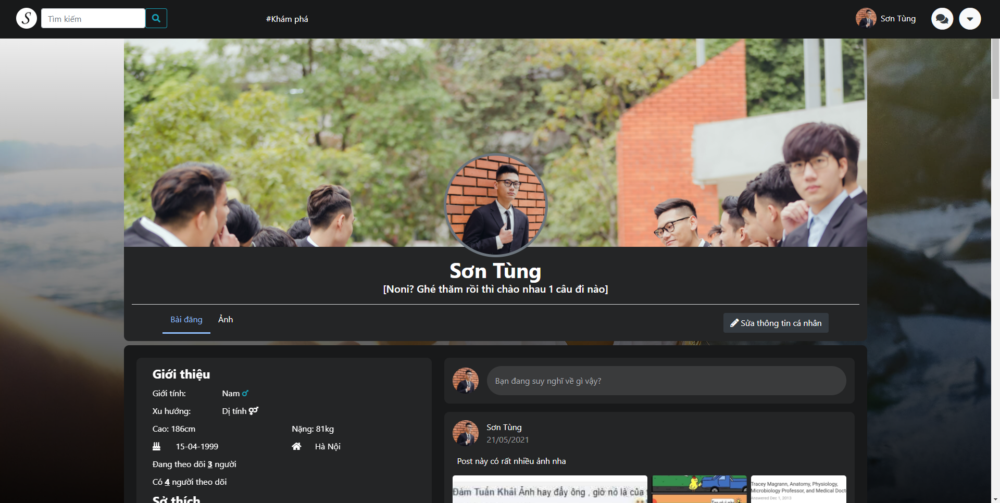 S
Tìm kiếm
#Khám phá
Sơn Tùng
Sơn Tùng
[Noni? Ghé thăm rồi thì chào nhau 1 câu đi nào]
Bài đăng
Ảnh
Sửa thông tin cá nhân
Giới thiệu
Giới tính: Nam
Xu hướng: Dị tính
Cao: 186cm Nặng: 81kg
15-04-1999 Hà Nội
Đang theo dõi 3 người
Có 4 người theo dõi
Sở thích
Bạn đang suy nghĩ về gì vậy?
Sơn Tùng
21/05/2021
Post này có rất nhiều ảnh nha
Đàm Tuấn Khải Ảnh hay đấy ông , giờ nó là của
Tracey Magrann, Anatomy, Physiology,
Microbiology Professor, and Medical Doct
Answered Dec 1, 2013